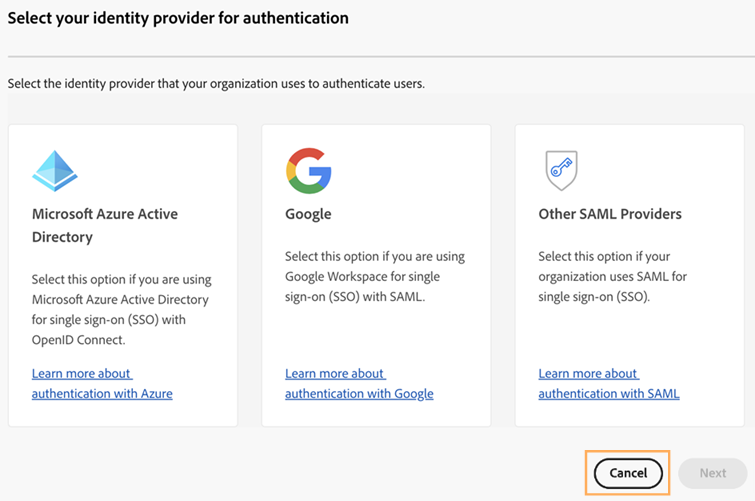 Select your identity provider for authentication
Select the identity provider that your organization uses to authenticate users.
Microsoft Azure Active
Directory
Select this option if you are using
Microsoft Azure Active Directory
for single sign-on (SSO) with
OpenID Connect.
Learn more about
authentication with Azure
Google
Select this option if you are using
Google Workspace for single
sign-on (SSO) with SAML.
Learn more about
authentication with Google
Other SAML Providers
Select this option if your
organization uses SAML for
single sign-on (SSO).
Learn more about
authentication with SAML
Cancel
Next